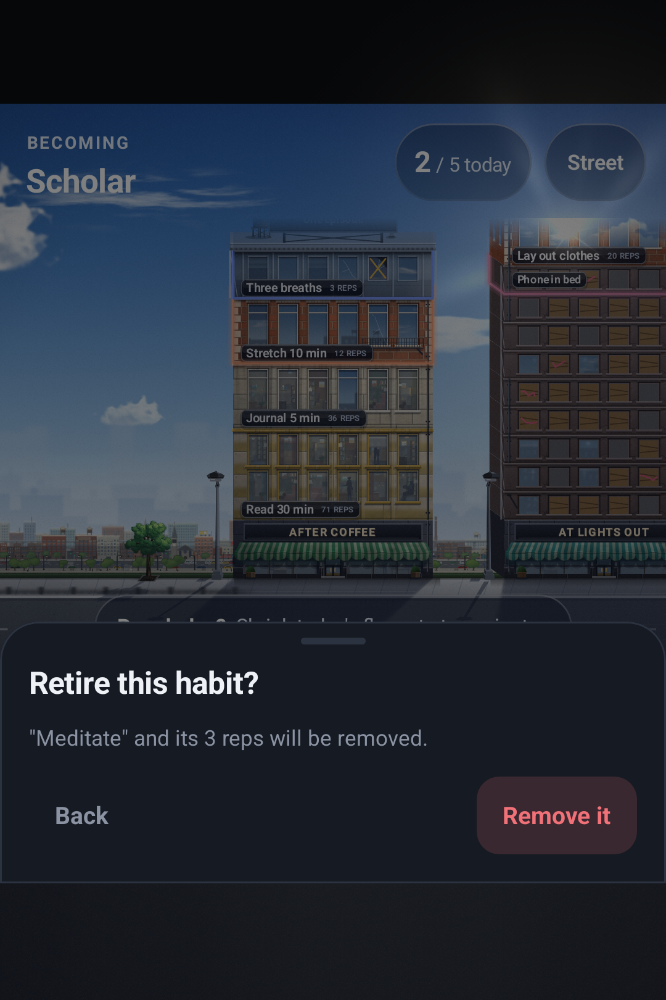 BECOMING
Scholar
2 / 5 today
Street
Lay out clothes 20 REPS
Phone in bed
Three breaths 3 REPS
Stretch 10 min 12 REPS
Journal 5 min 36 REPS
Read 30 min 71 REPS
AFTER COFFEE
AT LIGHTS OUT
Retire this habit?
"Meditate" and its 3 reps will be removed.
Back
Remove it